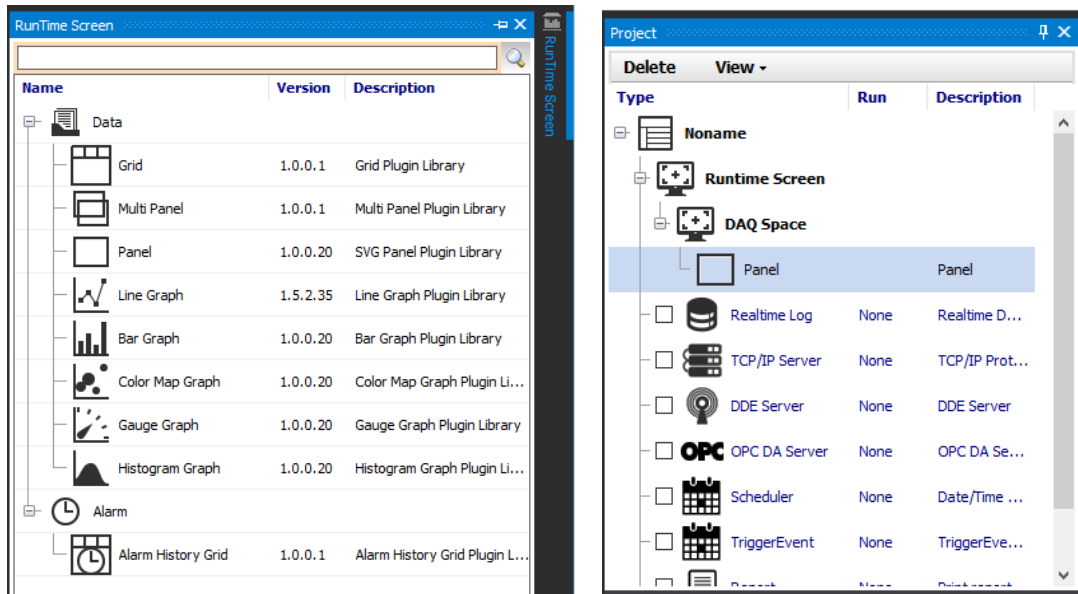 RunTime Screen
Name Version Description
Data
Grid 1.0.0.1 Grid Plugin Library
Multi Panel 1.0.0.1 Multi Panel Plugin Library
Panel 1.0.0.20 SVG Panel Plugin Library
Line Graph 1.5.2.35 Line Graph Plugin Library
Bar Graph 1.0.0.20 Bar Graph Plugin Library
Color Map Graph 1.0.0.20 Color Map Graph Plugin Li...
Gauge Graph 1.0.0.20 Gauge Graph Plugin Library
Histogram Graph 1.0.0.20 Histogram Graph Plugin Li...
Alarm
Alarm History Grid 1.0.0.1 Alarm History Grid Plugin L...
RunTime Screen
Project
Delete View
Type Run Description
Noname
Runtime Screen
DAQ Space
Panel Panel
Realtime Log None Realtime D...
TCP/IP Server None TCP/IP Prot...
DDE Server None DDE Server
OPC OPC DA Server None OPC DA Se...
Scheduler None Date/Time ...
TriggerEvent None TriggerEve...
Report None Print report